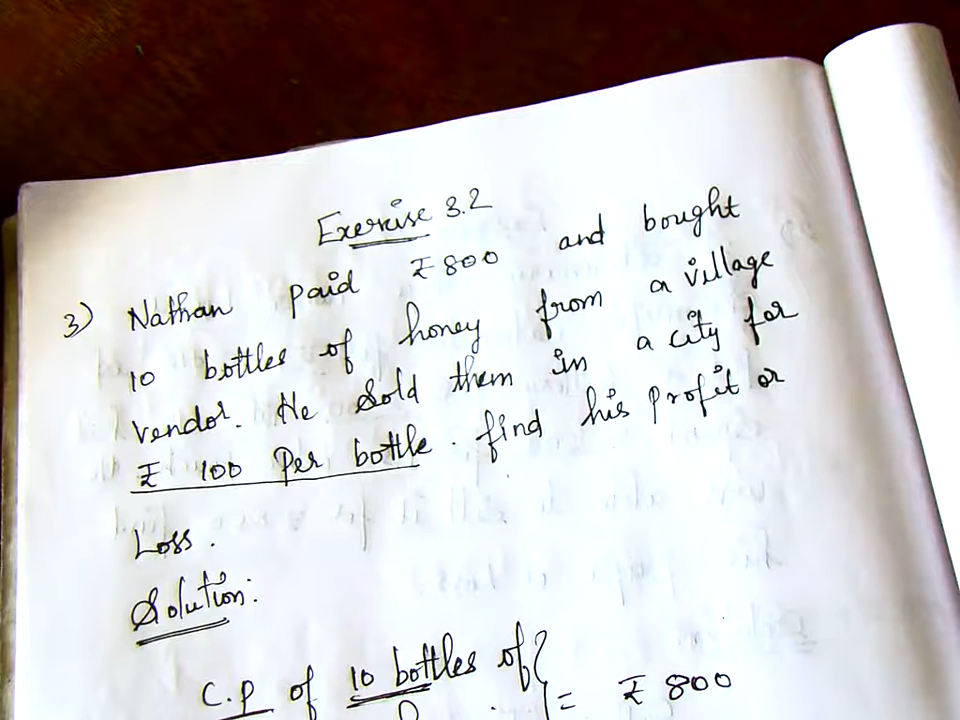 Exercise 3.2
3) Nathan paid ₹800 and bought
10 bottles of honey from a village
vendor. He sold them in a city for
₹ 100 Per bottle. find his profit or
Loss.
Solution:
C.P of 10 bottles of } = ₹ 800